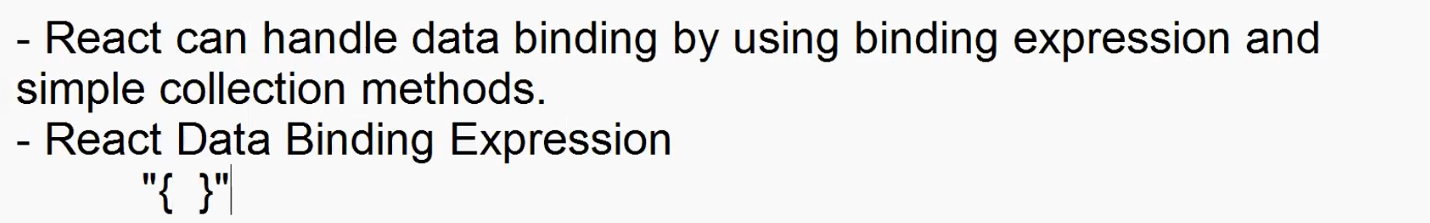 - React can handle data binding by using binding expression and
simple collection methods.
- React Data Binding Expression
"{ }"